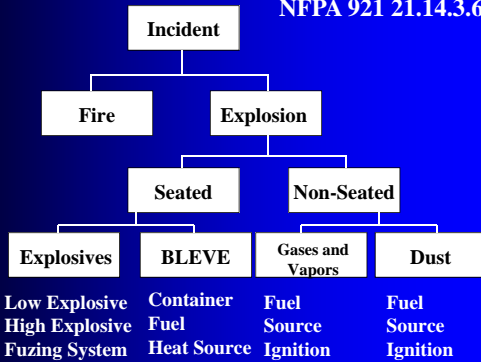 NFPA 921 21.14.3.6
Incident
Fire
Explosion
Seated
Non-Seated
Explosives
BLEVE
Gases and
Vapors
Dust
Low Explosive
High Explosive
Fuzing System
Container
Fuel
Heat Source
Fuel
Source
Ignition
Fuel
Source
Ignition